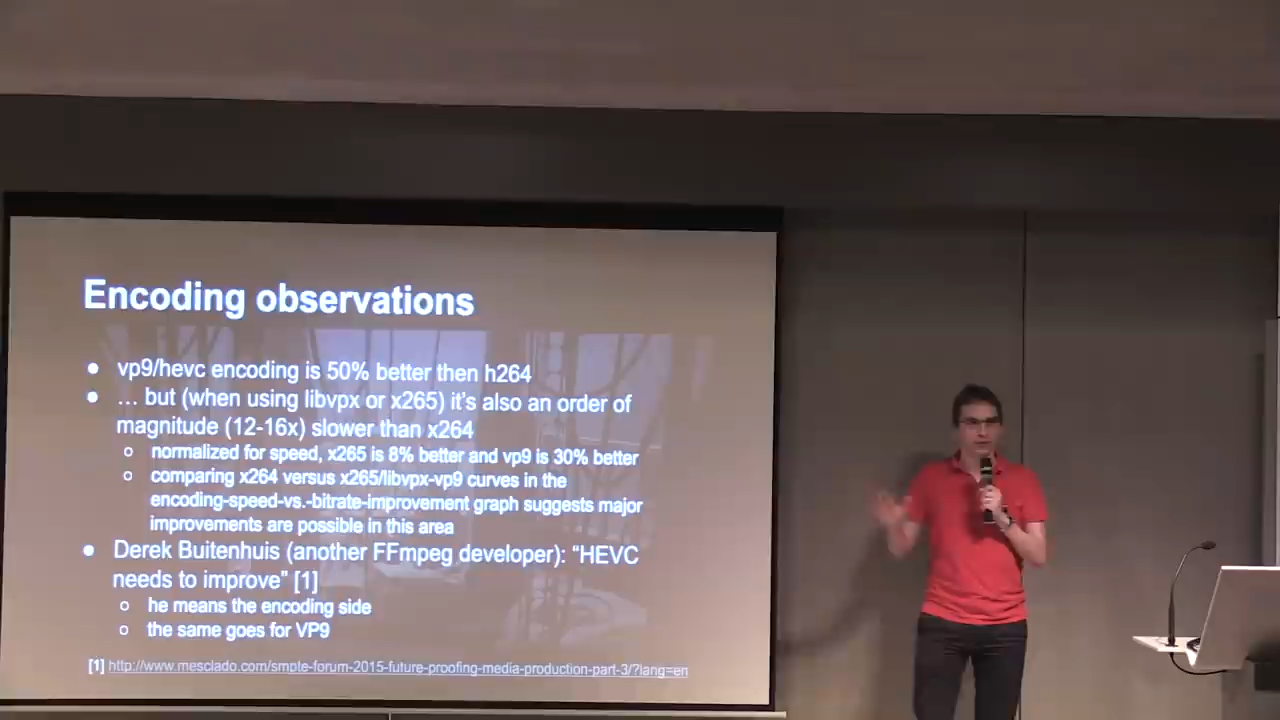 Encoding observations
● vp9/hevc encoding is 50% better then h264
● … but (when using libvpx or x265) it's also an order of
magnitude (12-16x) slower than x264
○ normalized for speed, x265 is 8% better and vp9 is 30% better
○ comparing x264 versus x265/libvpx-vp9 curves in the
encoding-speed-vs.-bitrate-improvement graph suggests major
improvements are possible in this area
● Derek Buitenhuis (another FFmpeg developer): “HEVC
needs to improve” [1]
○ he means the encoding side
○ the same goes for VP9
[1] http://www.mesclado.com/smpte-forum-2015-future-proofing-media-production-part-3/?lang=en